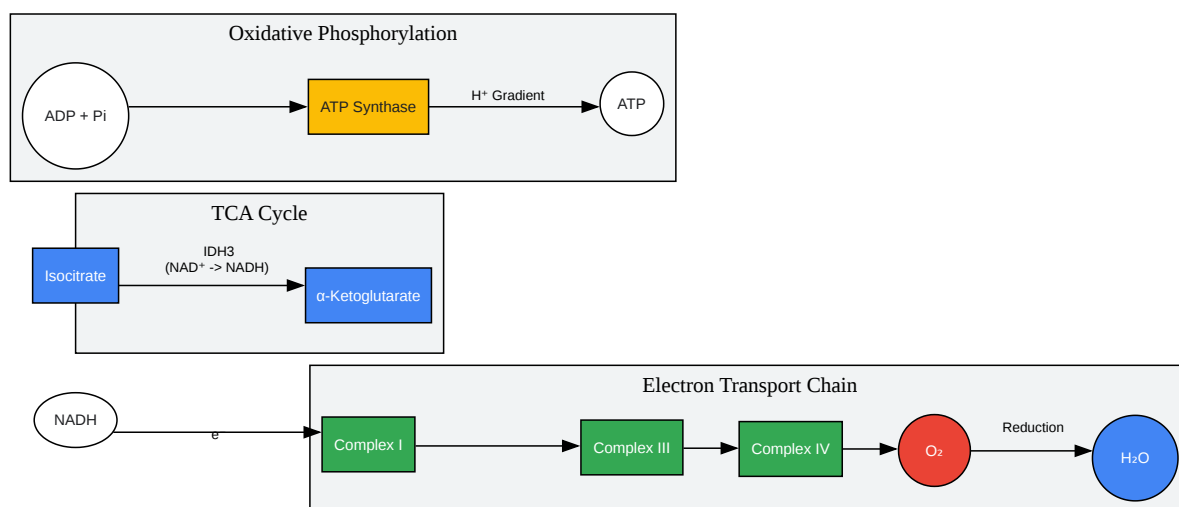 Oxidative Phosphorylation
ADP + Pi
ATP Synthase
H⁺ Gradient
ATP
TCA Cycle
Isocitrate
IDH3
(NAD⁺ -> NADH)
α-Ketoglutarate
Electron Transport Chain
NADH
e
Complex I
Complex III
Complex IV
O₂
Reduction
H₂O